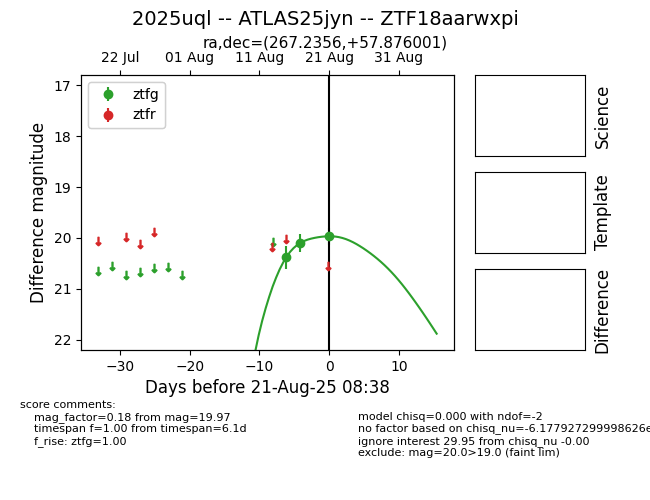 2025uql -- ATLAS25jyn -- ZTF18aarwxpi
ra,dec=(267.2356,+57.876001)
22 Jul 01 Aug 11 Aug 21 Aug 31 Aug
ztfg
ztfr
17
18
19
20
21
22
Difference magnitude
−30 −20 −10 0 10
Days before 21-Aug-25 08:38
Science
Template
Difference
score comments:
mag_factor=0.18 from mag=19.97
timespan f=1.00 from timespan=6.1d
f_rise: ztfg=1.00
model chisq=0.000 with ndof=-2
no factor based on chisq_nu=-6.177927299998626e
ignore interest 29.95 from chisq_nu -0.00
exclude: mag=20.0>19.0 (faint lim)